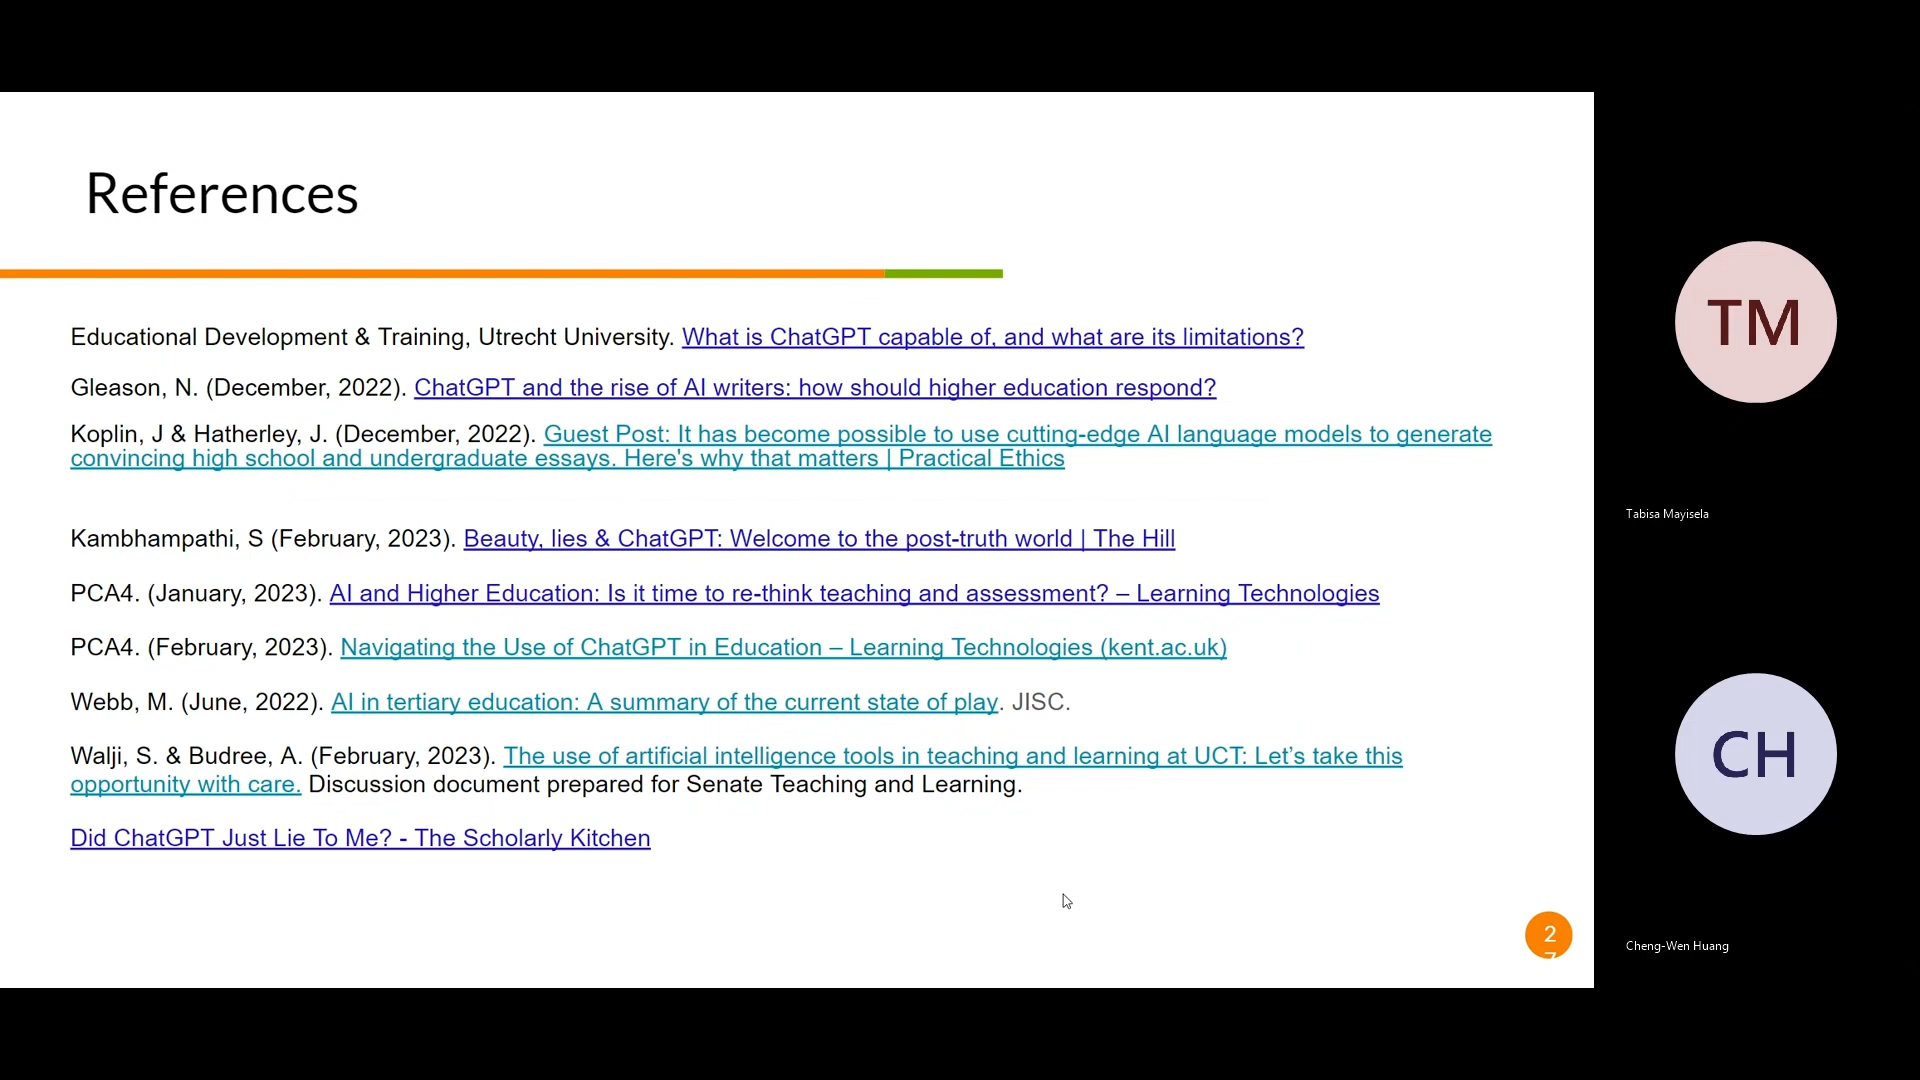 References
Educational Development & Training, Utrecht University. What is ChatGPT capable of, and what are its limitations?
Gleason, N. (December, 2022). ChatGPT and the rise of AI writers: how should higher education respond?
Koplin, J & Hatherley, J. (December, 2022). Guest Post: It has become possible to use cutting-edge AI language models to generate
convincing high school and undergraduate essays. Here's why that matters | Practical Ethics
Kambhampathi, S (February, 2023). Beauty, lies & ChatGPT: Welcome to the post-truth world | The Hill
PCA4. (January, 2023). AI and Higher Education: Is it time to re-think teaching and assessment? – Learning Technologies
PCA4. (February, 2023). Navigating the Use of ChatGPT in Education – Learning Technologies (kent.ac.uk)
Webb, M. (June, 2022). AI in tertiary education: A summary of the current state of play. JISC.
Walji, S. & Budree, A. (February, 2023). The use of artificial intelligence tools in teaching and learning at UCT: Let’s take this
opportunity with care. Discussion document prepared for Senate Teaching and Learning.
Did ChatGPT Just Lie To Me? - The Scholarly Kitchen
2
7
TM
Tabisa Mayisela
CH
Cheng-Wen Huang